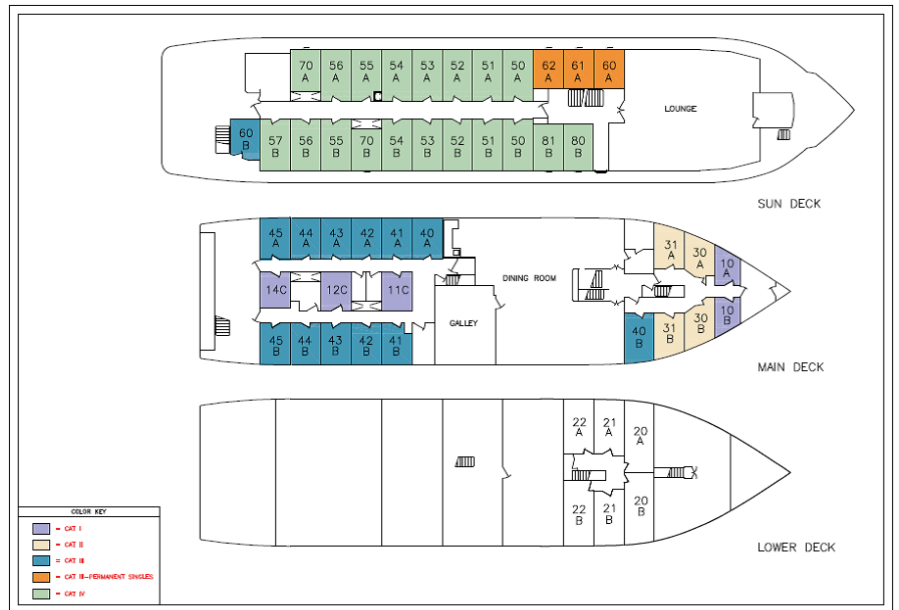 70 56 55 54 53 52 51 50 62 61 60
A A A A A A A A A A A
LOUNGE
60
B
57 56 55 70 54 53 52 51 50 81 80
B B B B B B B B B B B
SUN DECK
45 44 43 42 41 40
A A A A A A
31 30 10
A A A
14C 12C 11C
DINING ROOM
GALLEY
45 44 43 42 41
B B B B B
40 31 30 10
B B B B
MAIN DECK
22 21 20
A A A
22 21 20
B B B
LOWER DECK
COLOR KEY
= CAT I
= CAT II
= CAT III
= CAT III-PERMANENT SINGLES
= CAT IV